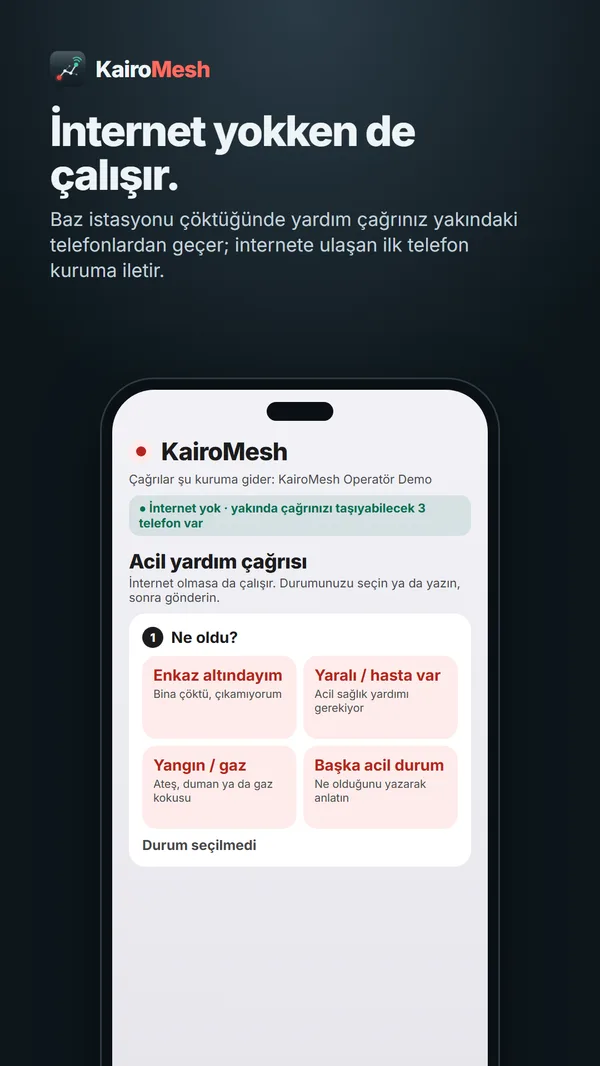 KairoMesh
İnternet yokken de
çalışır.
Baz istasyonu çöktüğünde yardım çağrınız yakındaki
telefonlardan geçer; internete ulaşan ilk telefon
kuruma iletir.
KairoMesh
Çağrılar şu kuruma gider: KairoMesh Operatör Demo
● İnternet yok · yakında çağrınızı taşıyabilecek 3
telefon var
Acil yardım çağrısı
İnternet olmasa da çalışır. Durumunuzu seçin ya da yazın,
sonra gönderin.
1 Ne oldu?
Enkaz altındayım
Bina çöktü, çıkamıyorum
Yaralı / hasta var
Acil sağlık yardımı
gerekiyor
Yangın / gaz
Ateş, duman ya da gaz
kokusu
Başka acil durum
Ne olduğunu yazarak
anlatın
Durum seçilmedi